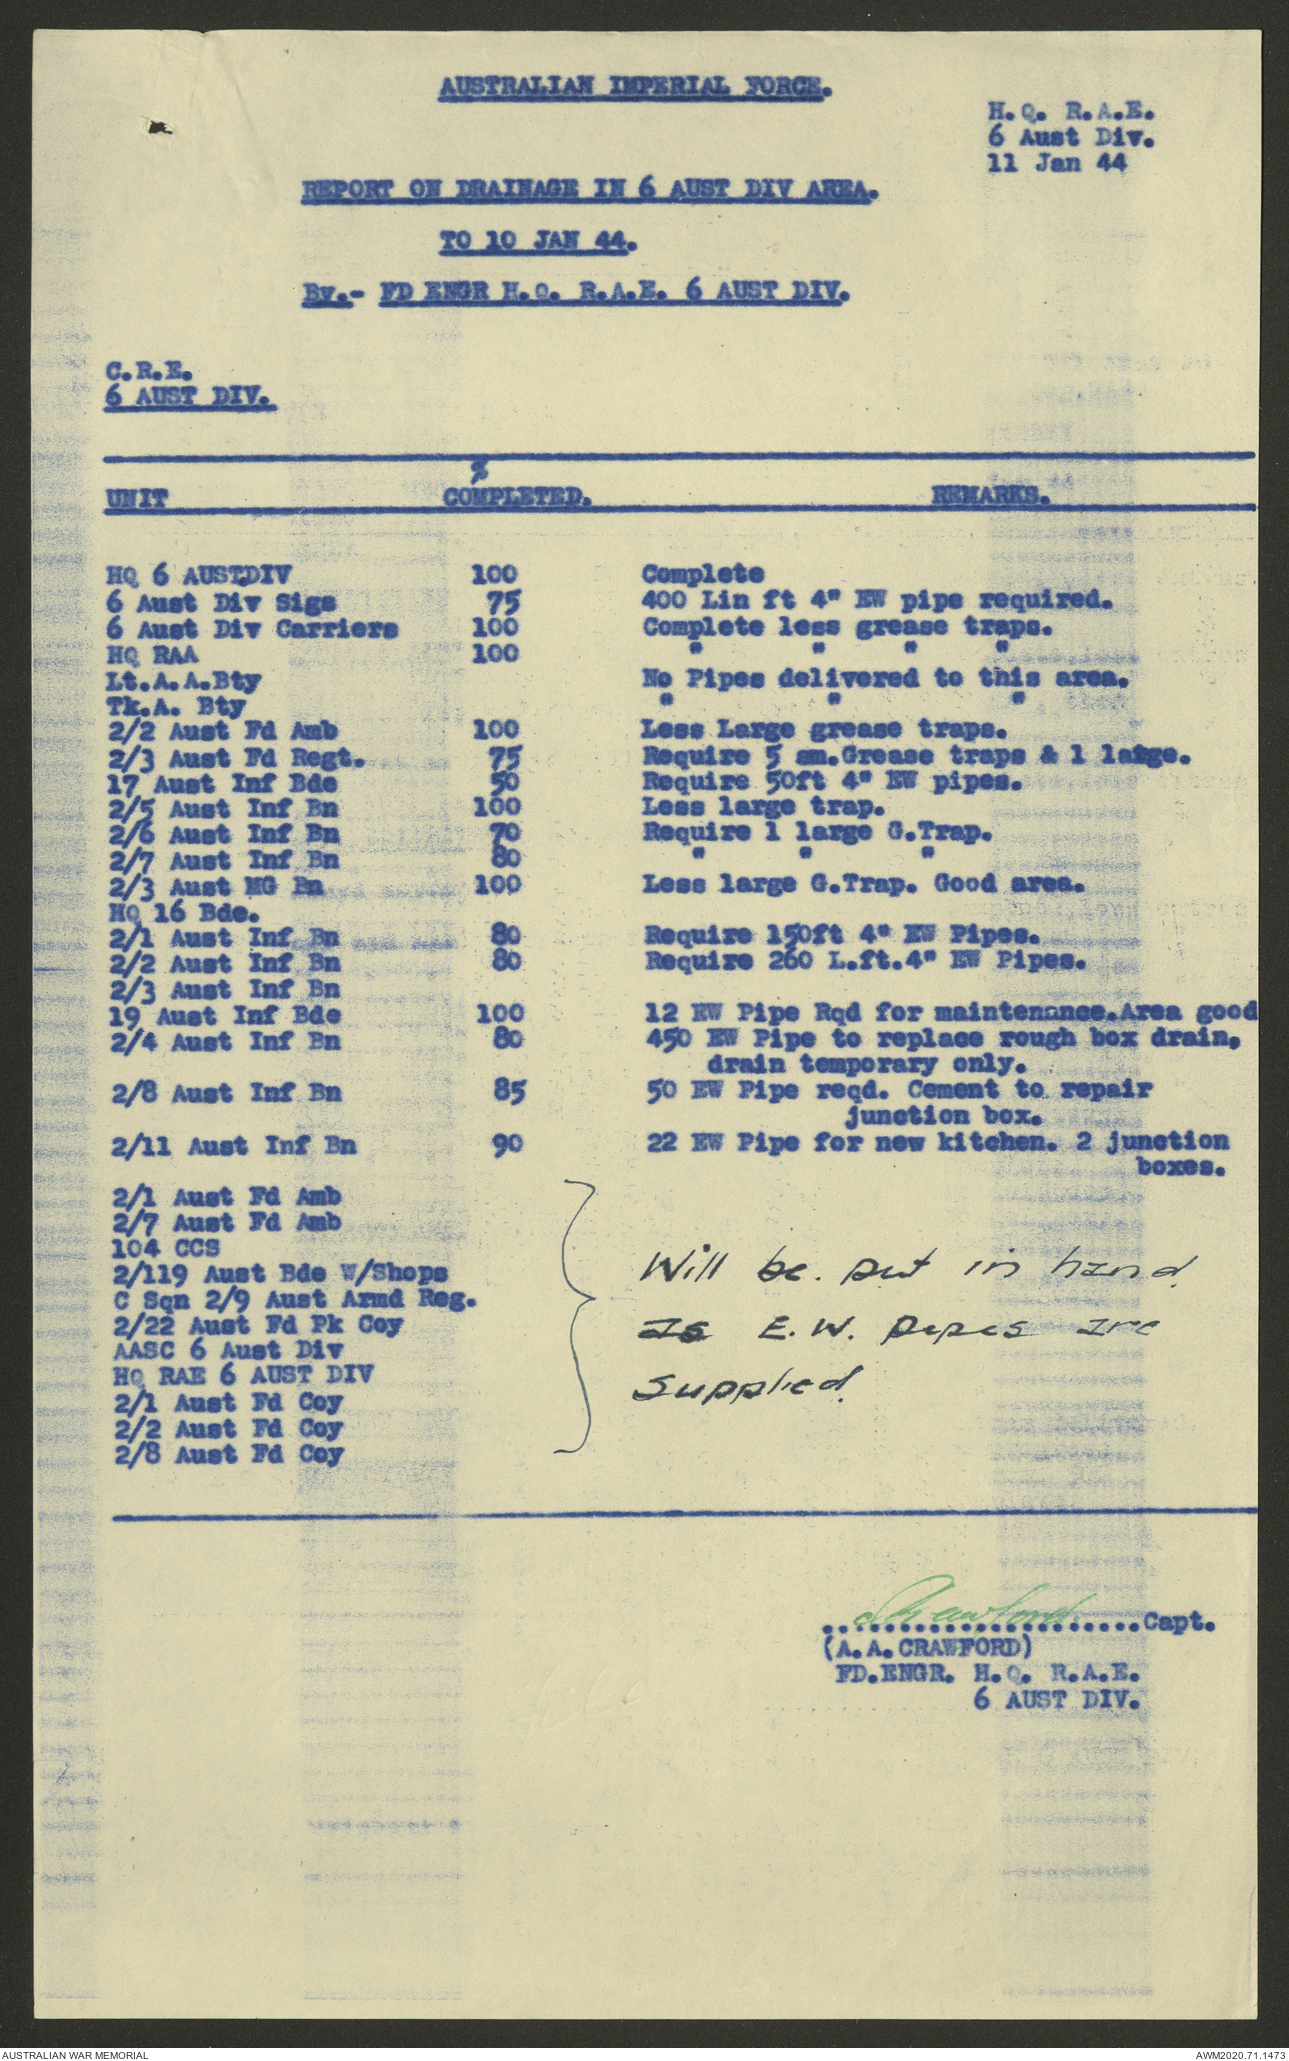 AUSTRALIAN IMPERIAL FORCE.
H.Q. R.A.E.
6 Aust Div.
11 Jan 44
REPORT ON DRAINAGE IN 6 AUST DIV AREA.
TO 10 JAN 44.
By.- FD ENGR H.Q. R.A.E. 6 AUST DIV.
C.R.E.
6 AUST DIV.
%
UNIT COMPLETED. REMARKS.
HQ 6 AUST.DIV 100 Complete
6 Aust Div Sigs 75 400 Lin ft 4" EW pipe required.
6 Aust Div Carriers 100 Complete less grease traps.
HQ RAA 100 " " " "
Lt.A.A.Bty No Pipes delivered to this area.
Tk.A. Bty " " "
2/2 Aust Fd Amb 100 Less Large grease traps.
2/3 Aust Fd Regt. 75 Require 5 sm.Grease traps & 1 large.
17 Aust Inf Bde 50 Require 50ft 4" EW pipes.
2/5 Aust Inf Bn 100 Less large trap.
2/6 Aust Inf Bn 70 Require 1 large G.Trap.
2/7 Aust Inf Bn 80 " " "
2/3 Aust MG Bn 100 Less large G.Trap. Good area.
HQ 16 Bde.
2/1 Aust Inf Bn 80 Require 150ft 4" EW Pipes.
2/2 Aust Inf Bn 80 Require 260 L.ft.4" EW Pipes.
2/3 Aust Inf Bn
19 Aust Inf Bde 100 12 EW Pipe Rqd for maintenance.Area good
2/4 Aust Inf Bn 80 450 EW Pipe to replace rough box drain,
drain temporary only.
2/8 Aust Inf Bn 85 50 EW Pipe reqd. Cement to repair
junction box.
2/11 Aust Inf Bn 90 22 EW Pipe for new kitchen. 2 junction
boxes.
2/1 Aust Fd Amb
2/7 Aust Fd Amb
104 CCS
2/119 Aust Bde W/Shops
C Sqn 2/9 Aust Armd Reg.
2/22 Aust Fd Pk Coy
AASC 6 Aust Div
HQ RAE 6 AUST DIV
2/1 Aust Fd Coy
2/2 Aust Fd Coy
2/8 Aust Fd Coy
Will be. put in hand
as E.W. pipes are
supplied.
AACrawford
....................Capt.
(A.A.CRAWFORD)
FD.ENGR. H.Q. R.A.E.
6 AUST DIV.
AUSTRALIAN WAR MEMORIAL
AWM2020.71.1473